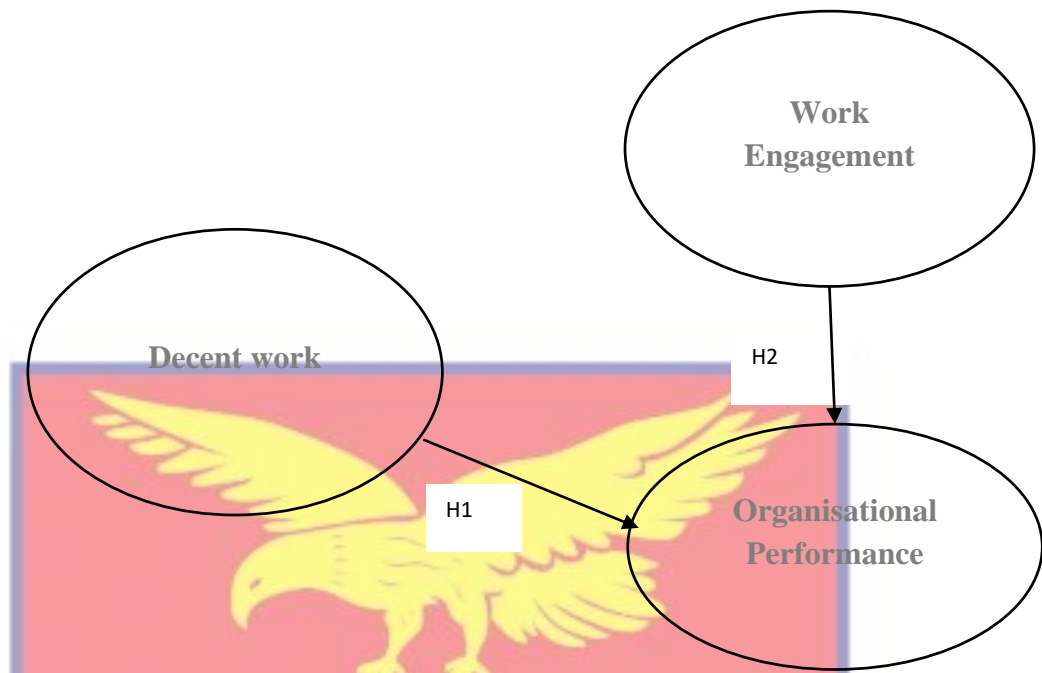 Work
Engagement
Decent work
H2
H1
Organisational
Performance